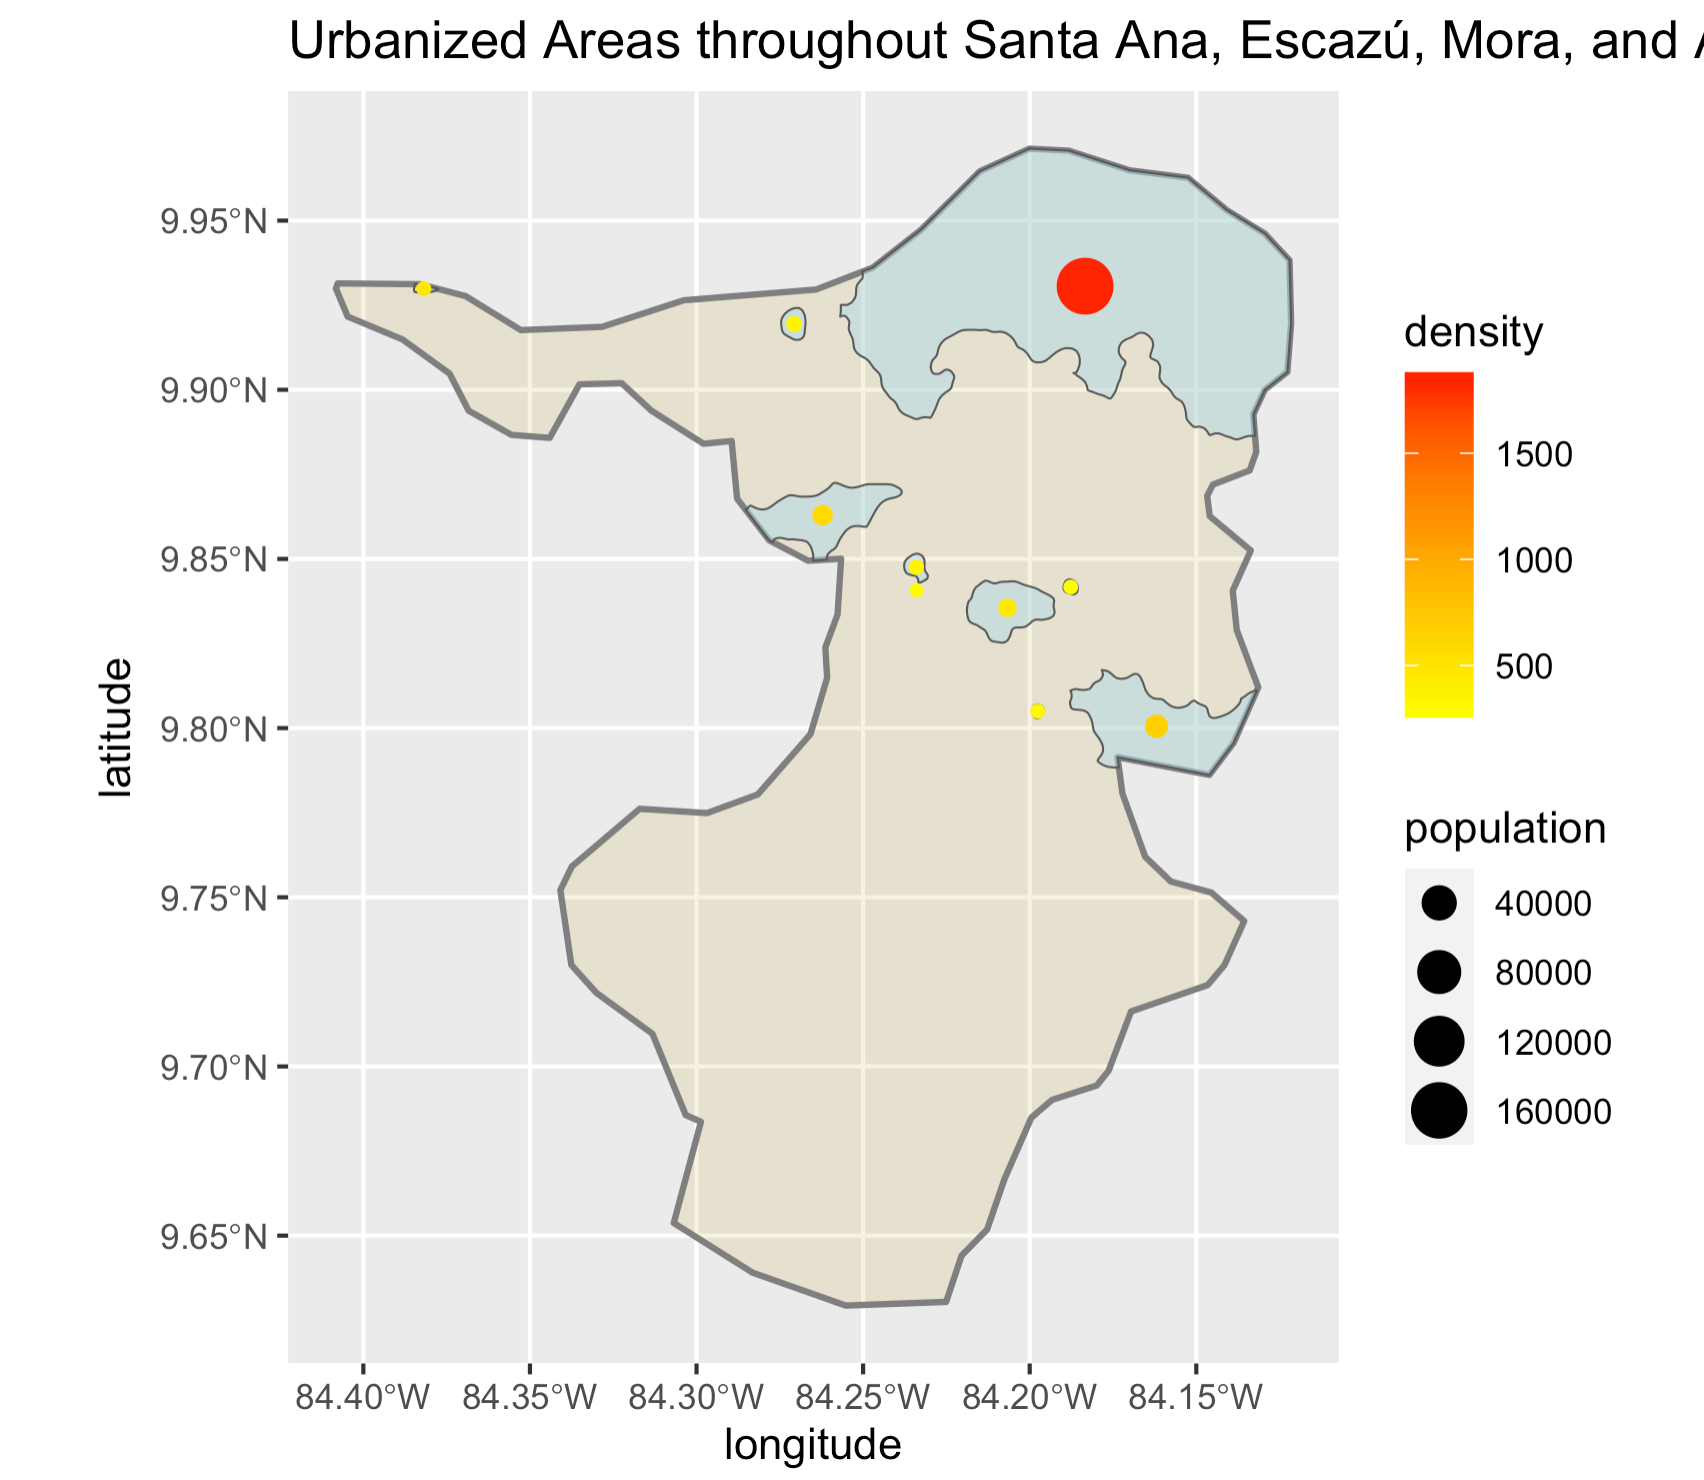 Urbanized Areas throughout Santa Ana, Escazú, Mora, and
9.95°N
9.90°N
9.85°N
9.80°N
9.75°N
9.70°N
9.65°N
84.40°W 84.35°W 84.30°W 84.25°W 84.20°W 84.15°W
longitude
latitude
density
1500
1000
500
population
40000
80000
120000
160000